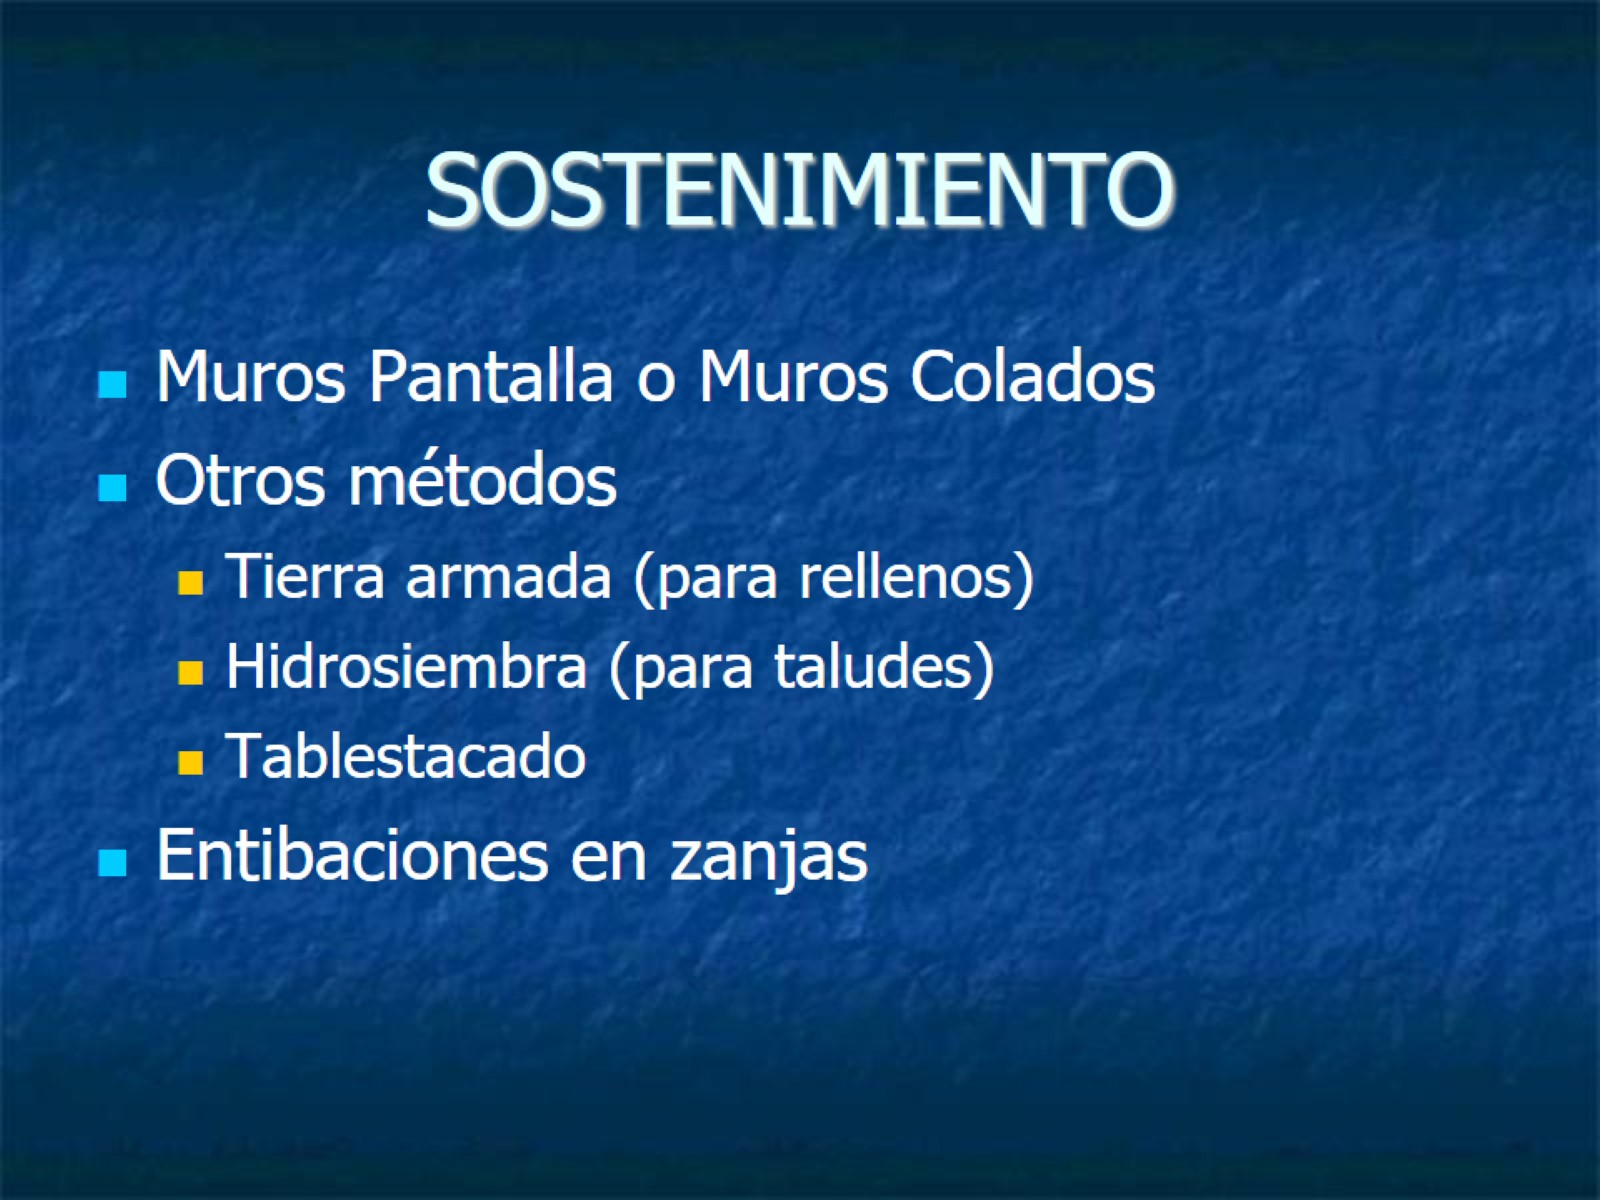 SOSTENIMIENTO
Muros Pantalla o Muros Colados
Otros métodos
Tierra armada (para rellenos)
Hidrosiembra (para taludes)
Tablestacado
Entibaciones en zanjas